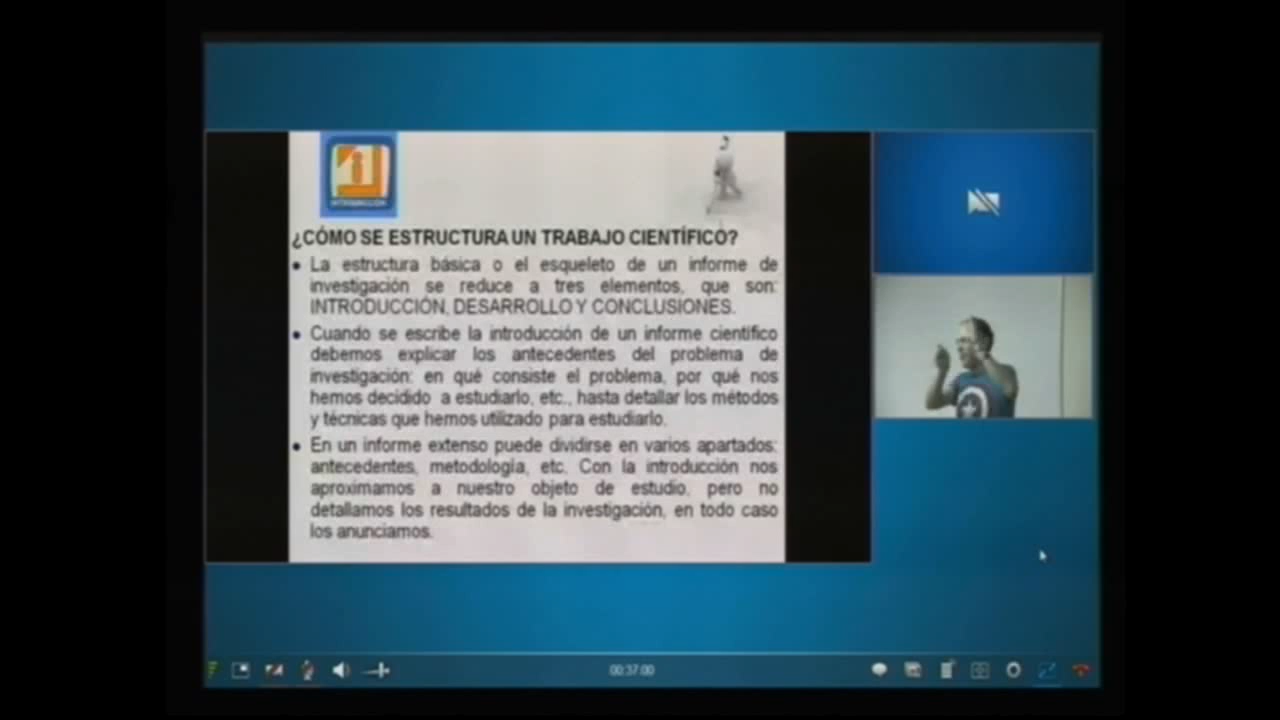 INTRODUCCIÓN
¿CÓMO SE ESTRUCTURA UN TRABAJO CIENTÍFICO?
• La estructura básica o el esqueleto de un informe de
investigación se reduce a tres elementos, que son:
INTRODUCCIÓN, DESARROLLO Y CONCLUSIONES.
• Cuando se escribe la introducción de un informe científico
debemos explicar los antecedentes del problema de
investigación: en qué consiste el problema, por qué nos
hemos decidido a estudiarlo, etc., hasta detallar los métodos
y técnicas que hemos utilizado para estudiarlo.
• En un informe extenso puede dividirse en varios apartados:
antecedentes, metodología, etc. Con la introducción nos
aproximamos a nuestro objeto de estudio, pero no
detallamos los resultados de la investigación, en todo caso
los anunciamos.
00:37:00